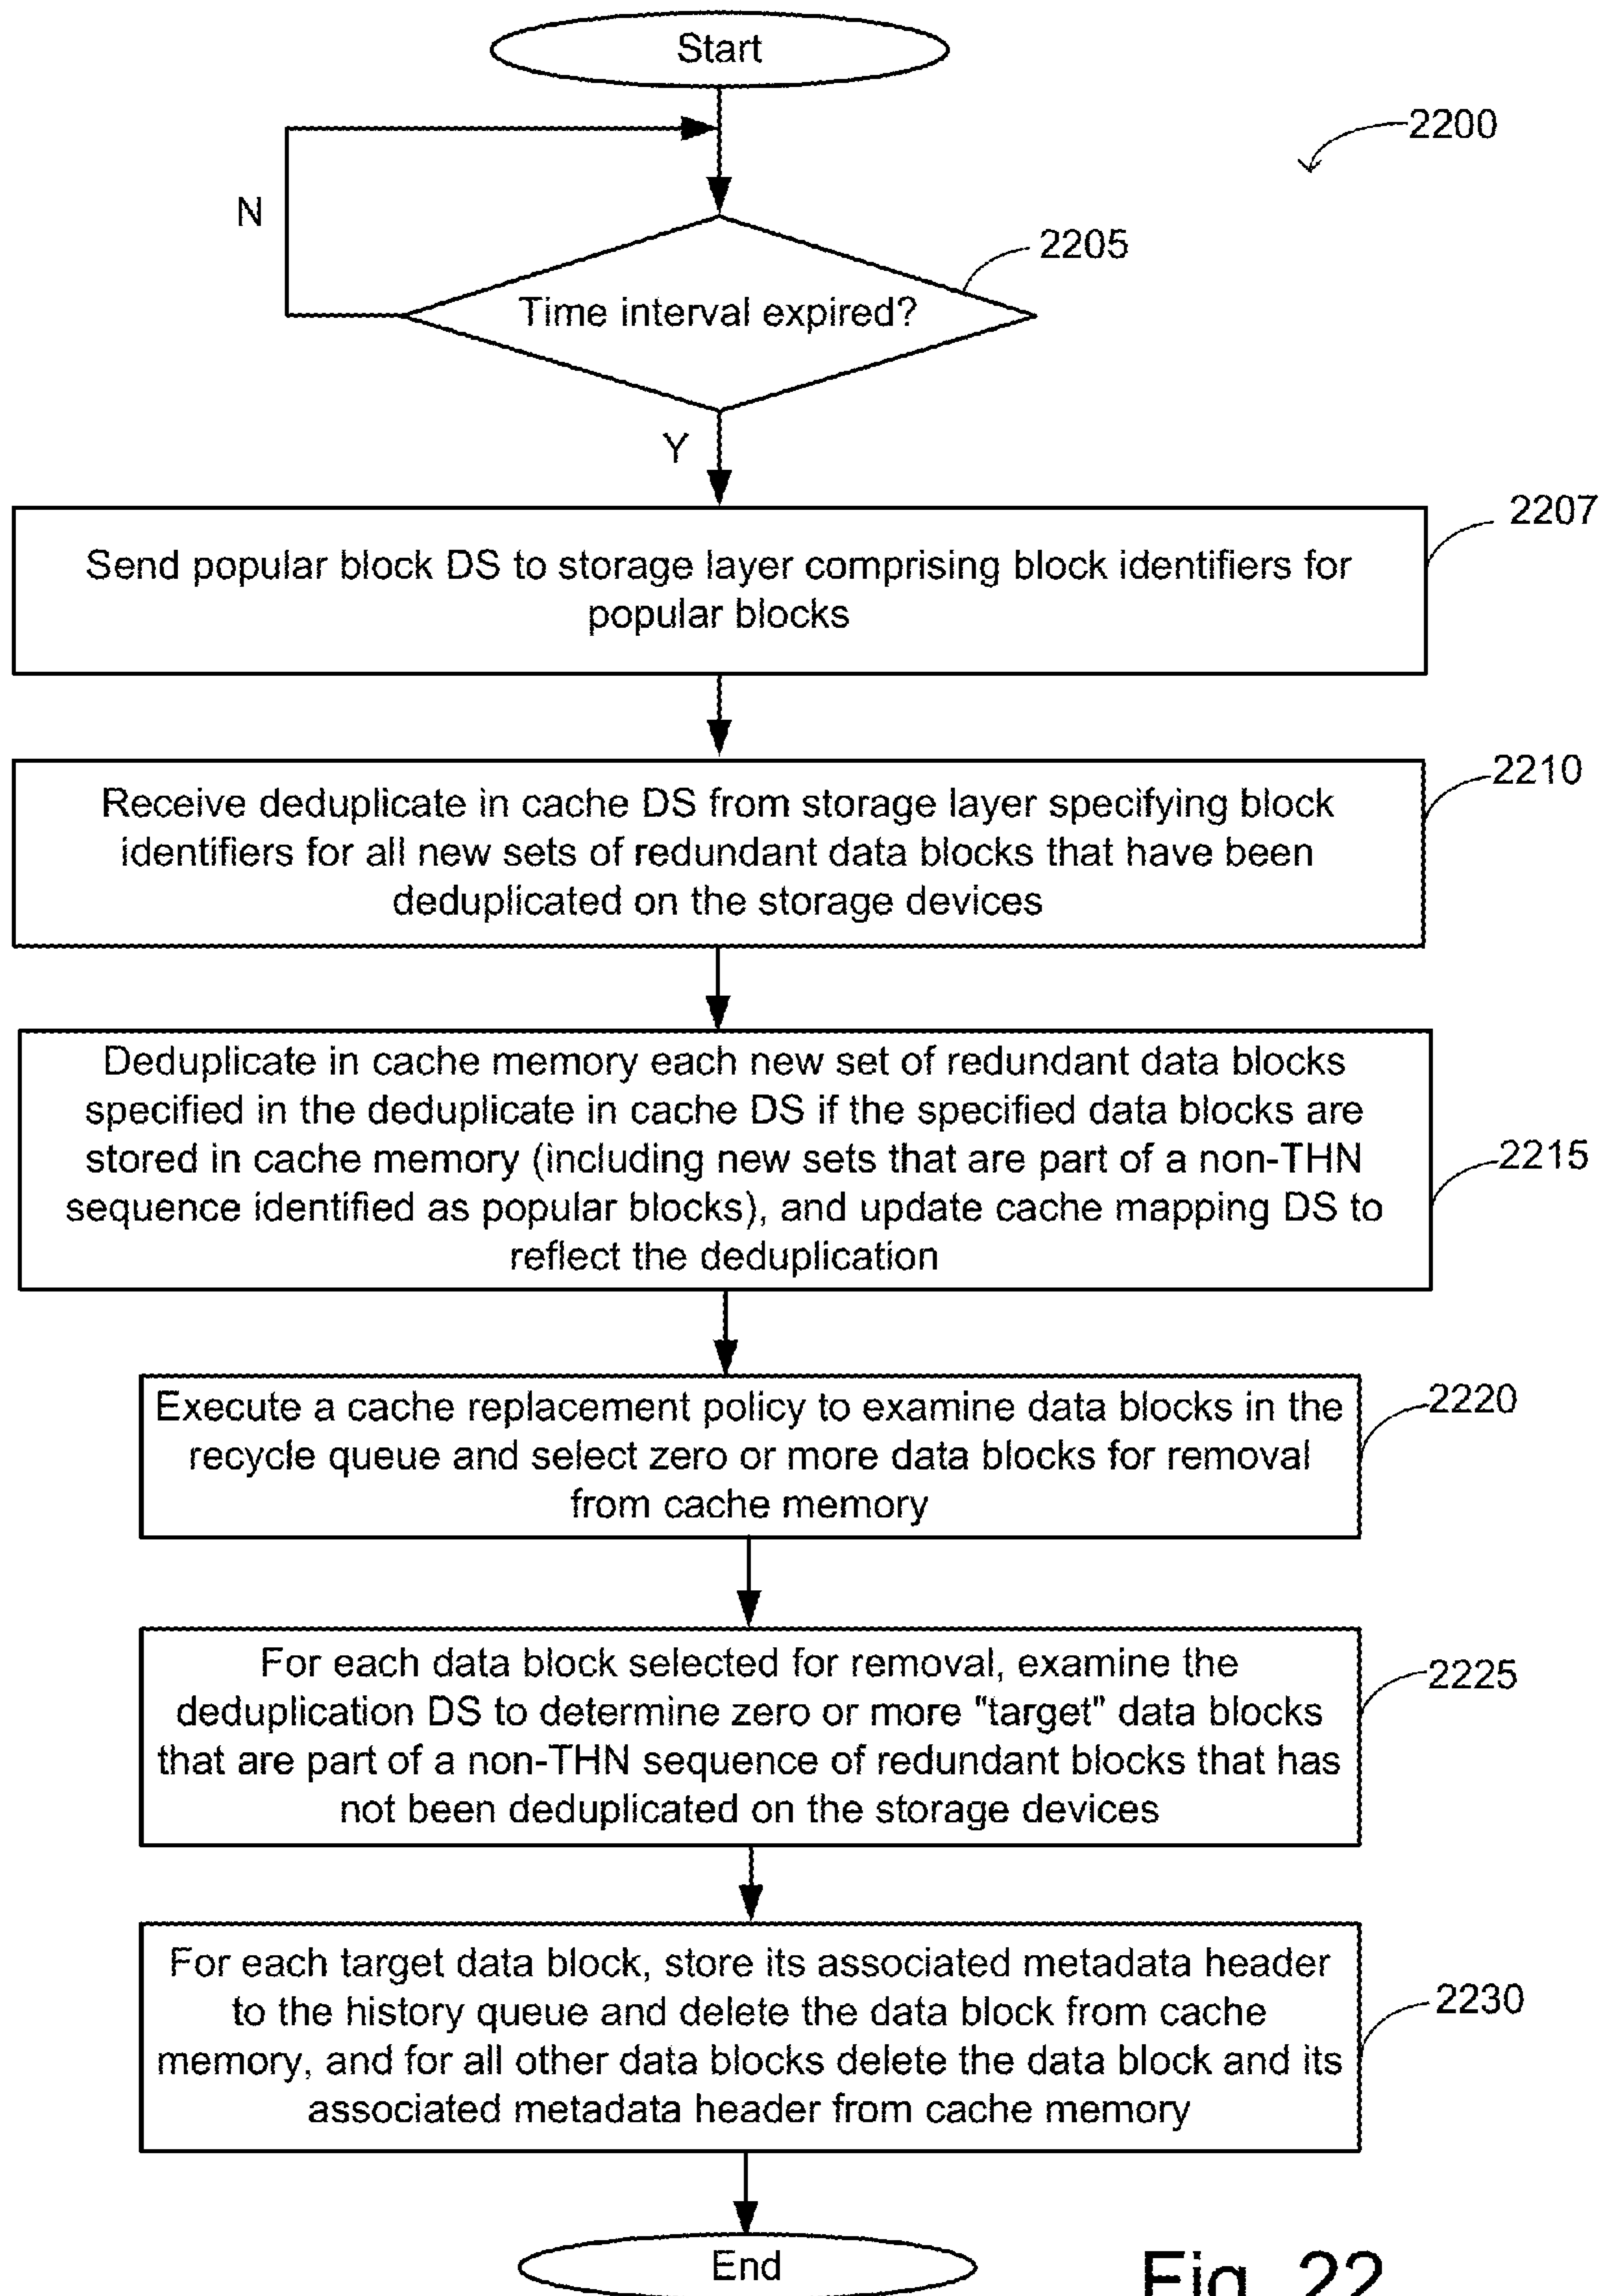 Start
2200
N
2205
Time interval expired?
Y
2207
Send popular block DS to storage layer comprising block identifiers for
popular blocks
2210
Receive deduplicate in cache DS from storage layer specifying block
identifiers for all new sets of redundant data blocks that have been
deduplicated on the storage devices
Deduplicate in cache memory each new set of redundant data blocks
specified in the deduplicate in cache DS if the specified data blocks are
stored in cache memory (including new sets that are part of a non-THN
sequence identified as popular blocks), and update cache mapping DS to
reflect the deduplication
2215
Execute a cache replacement policy to examine data blocks in the
recycle queue and select zero or more data blocks for removal
from cache memory
2220
For each data block selected for removal, examine the
deduplication DS to determine zero or more "target" data blocks
that are part of a non-THN sequence of redundant blocks that has
not been deduplicated on the storage devices
2225
For each target data block, store its associated metadata header
to the history queue and delete the data block from cache
memory, and for all other data blocks delete the data block and its
associated metadata header from cache memory
2230
End
Fig. 22